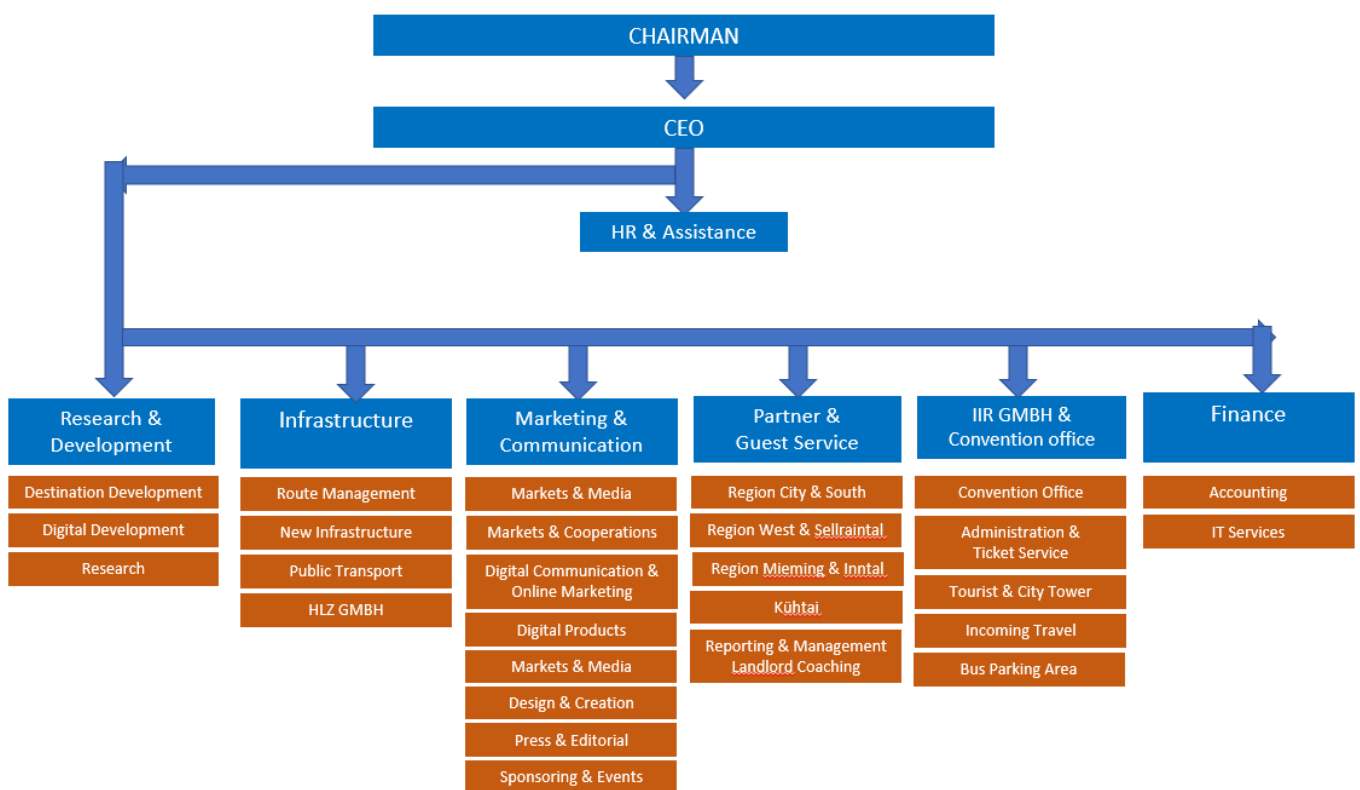 CHAIRMAN
CEO
HR & Assistance
Research &
Development
Destination Development
Digital Development
Research
Infrastructure
Route Management
New Infrastructure
Public Transport
HLZ GMBH
Marketing &
Communication
Markets & Media
Markets & Cooperations
Digital Communication &
Online Marketing
Digital Products
Markets & Media
Design & Creation
Press & Editorial
Sponsoring & Events
Partner &
Guest Service
Region City & South
Region West & Sellraintal
Region Mieming & Inntal
Kühtai
Reporting & Management
Landlord Coaching
IIR GMBH &
Convention office
Convention Office
Administration &
Ticket Service
Tourist & City Tower
Incoming Travel
Bus Parking Area
Finance
Accounting
IT Services